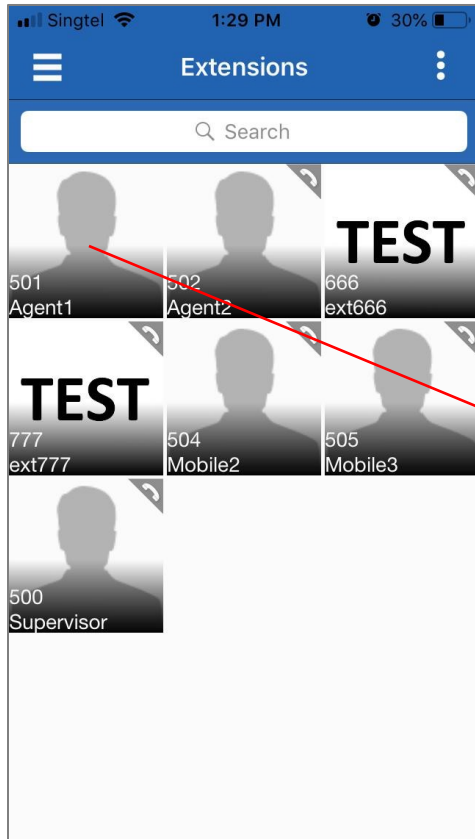 Singtel 1:29 PM 30%
Extensions
Search
501
Agent1
502
Agent2
TEST
666
ext666
TEST
777
ext777
504
Mobile2
505
Mobile3
500
Supervisor